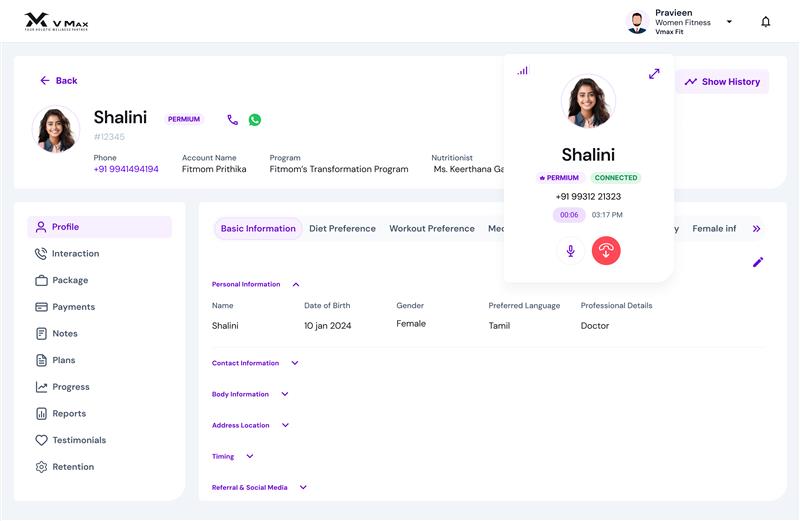 V MAX
YOUR HOLISTIC WELLNESS PARTNER
Pravieen
Women Fitness
Vmax Fit
Back
Show History
Shalini
PERMIUM
#12345
Phone
Account Name
Program
Nutritionist
+91 9941494194
Fitmom Prithika
Fitmom's Transformation Program
Ms. Keerthana Ga
Shalini
PERMIUM
CONNECTED
+91 99312 21323
00:06
03:17 PM
Profile
Interaction
Package
Payments
Notes
Plans
Progress
Reports
Testimonials
Retention
Basic Information
Diet Preference
Workout Preference
Med
y
Female inf
Personal Information
Name
Date of Birth
Gender
Preferred Language
Professional Details
Shalini
10 jan 2024
Female
Tamil
Doctor
Contact Information
Body Information
Address Location
Timing
Referral & Social Media